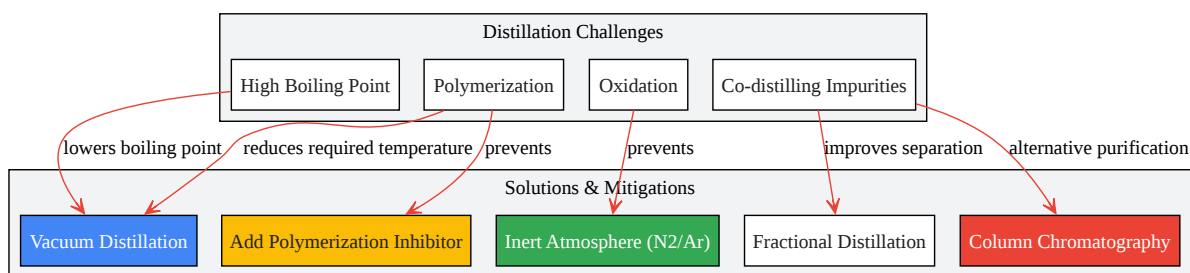 Distillation Challenges
High Boiling Point
Polymerization
Oxidation
Co-distilling Impurities
lowers boiling point
reduces required temperature
prevents
prevents
improves separation
alternative purification
Solutions & Mitigations
Vacuum Distillation
Add Polymerization Inhibitor
Inert Atmosphere (N2/Ar)
Fractional Distillation
Column Chromatography